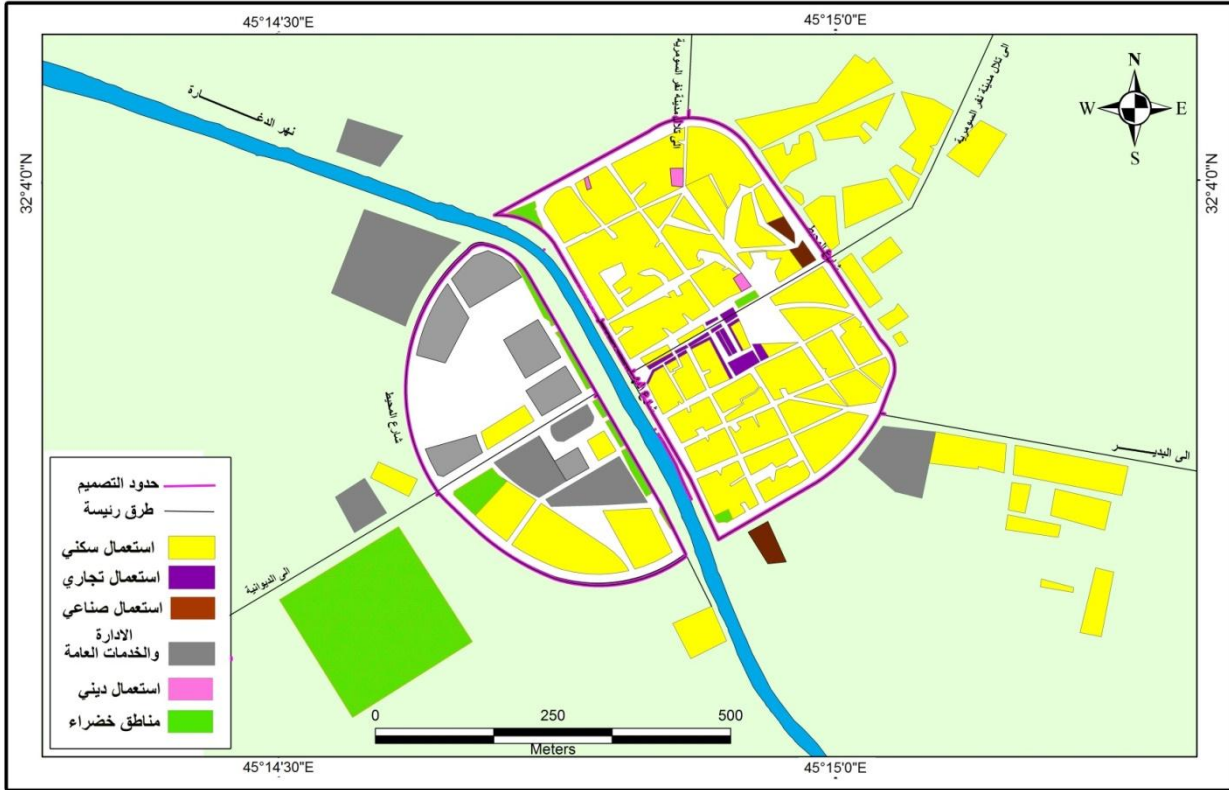 45°14'30"E
45°15'0"E
32°4'0"N
32°4'0"N
N
W
E
S
نهر الدغـــــارة
الى تلال مدينة نفر السومرية
الى تلال مدينة نفر السومرية
شارع المحيط
الى البديـــــر
الى الديوانية
حدود التصميم
طرق رئيسة
استعمال سكني
استعمال تجاري
استعمال صناعي
الادارة
والخدمات العامة
استعمال ديني
مناطق خضراء
0
250
500
Meters
45°14'30"E
45°15'0"E